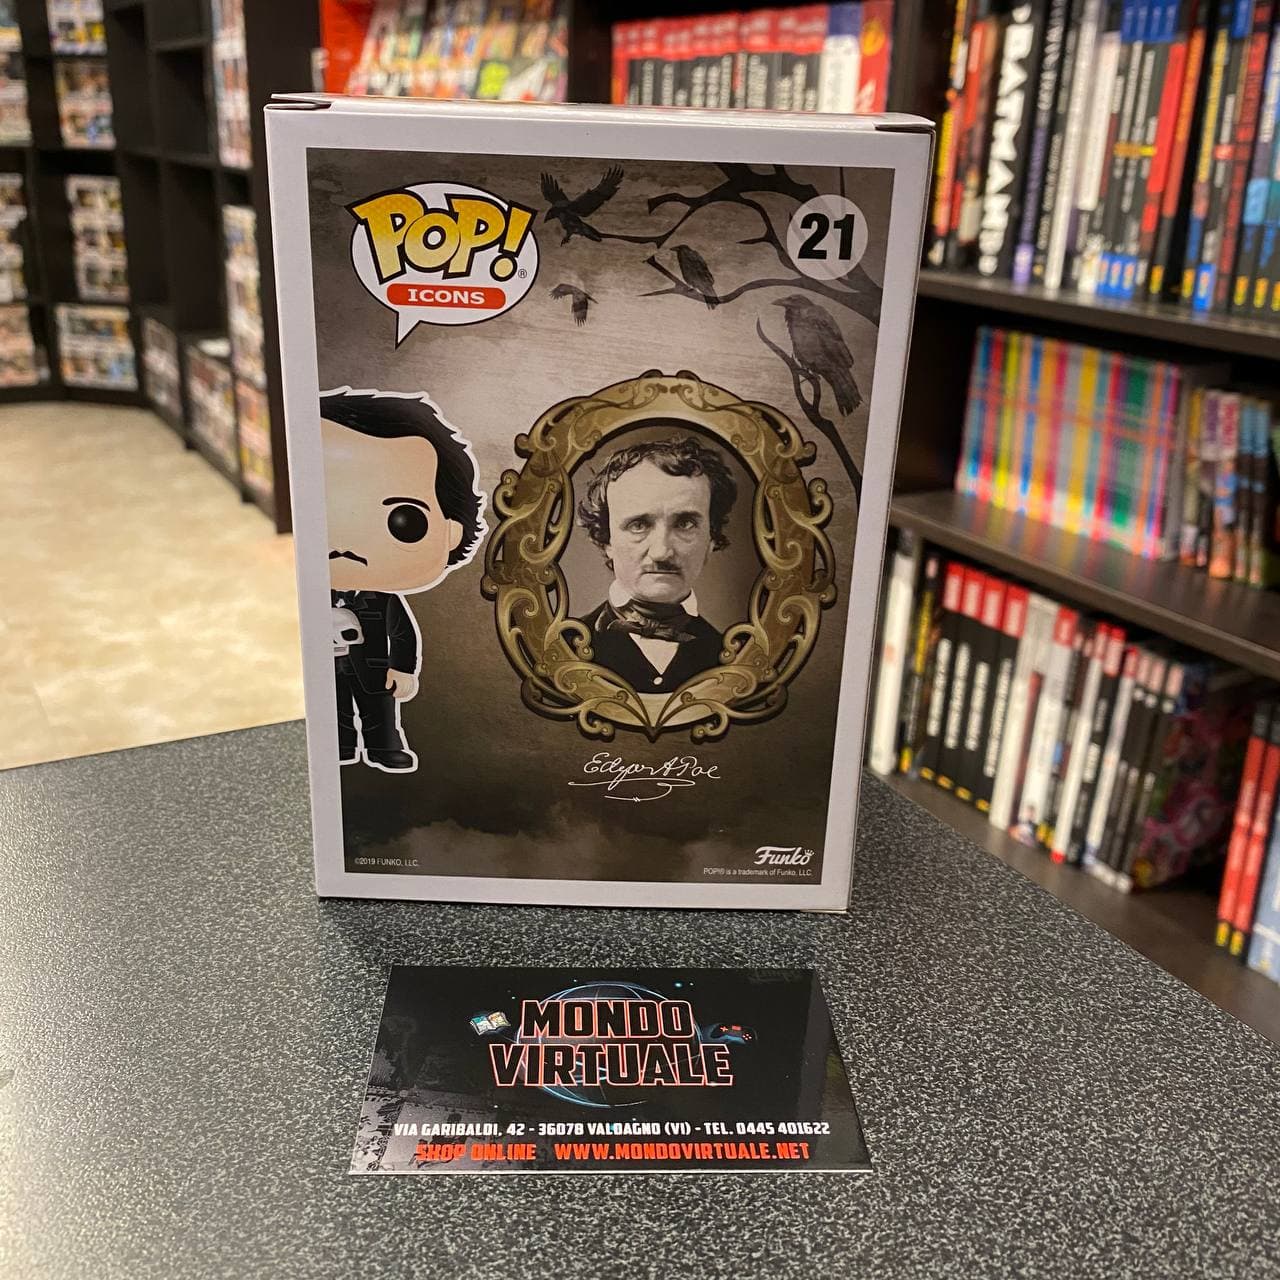 BATMAN
POP!®
ICONS
21
Edgar A Poe
©2019 FUNKO, LLC.
Funko
POP!® is a trademark of Funko, LLC.
MONDO
VIRTUALE
VIA GARIBALDI, 42 - 36078 VALDAGNO (VI) - TEL. 0445 401622
SHOP ONLINE WWW.MONDOVIRTUALE.NET